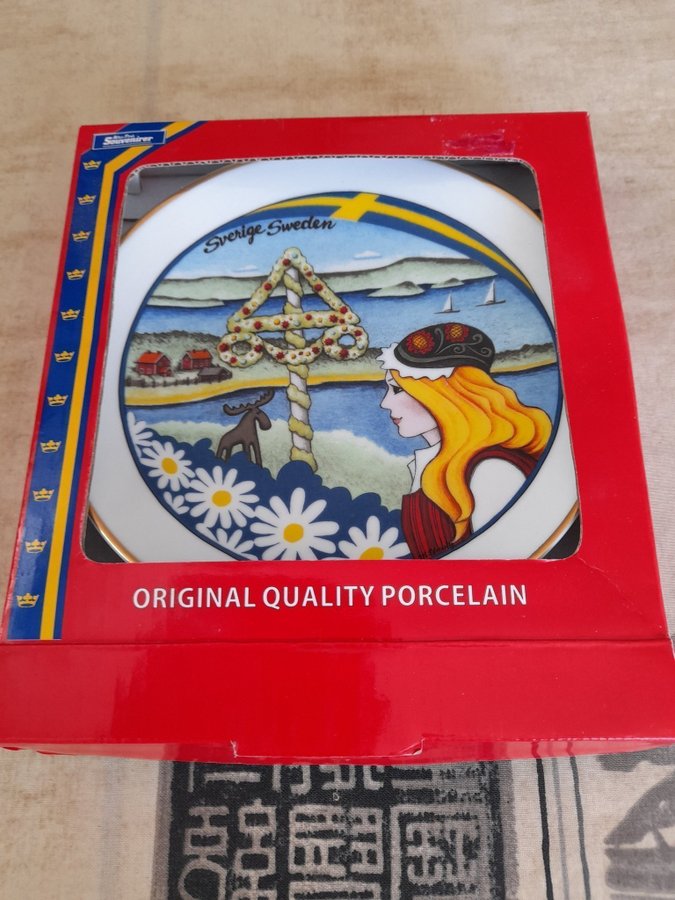 Souvenirer
Sverige Sweden
ORIGINAL QUALITY PORCELAIN